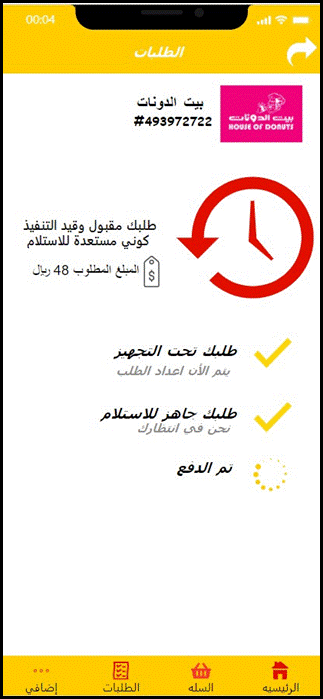 00:04
الطلبات
بيت الدونات
#493972722
بيت الدونات
HOUSE OF DONUTS
طلبك مقبول وقيد التنفيذ
كوني مستعدة للاستلام
المبلغ المطلوب 48 ريال
$
طلبك تحت التجهيز
يتم الأن اعداد الطلب
طلبك جاهز للاستلام
نحن في انتظارك
تم الدفع
الرئيسيه
السله
الطلبات
إضافي